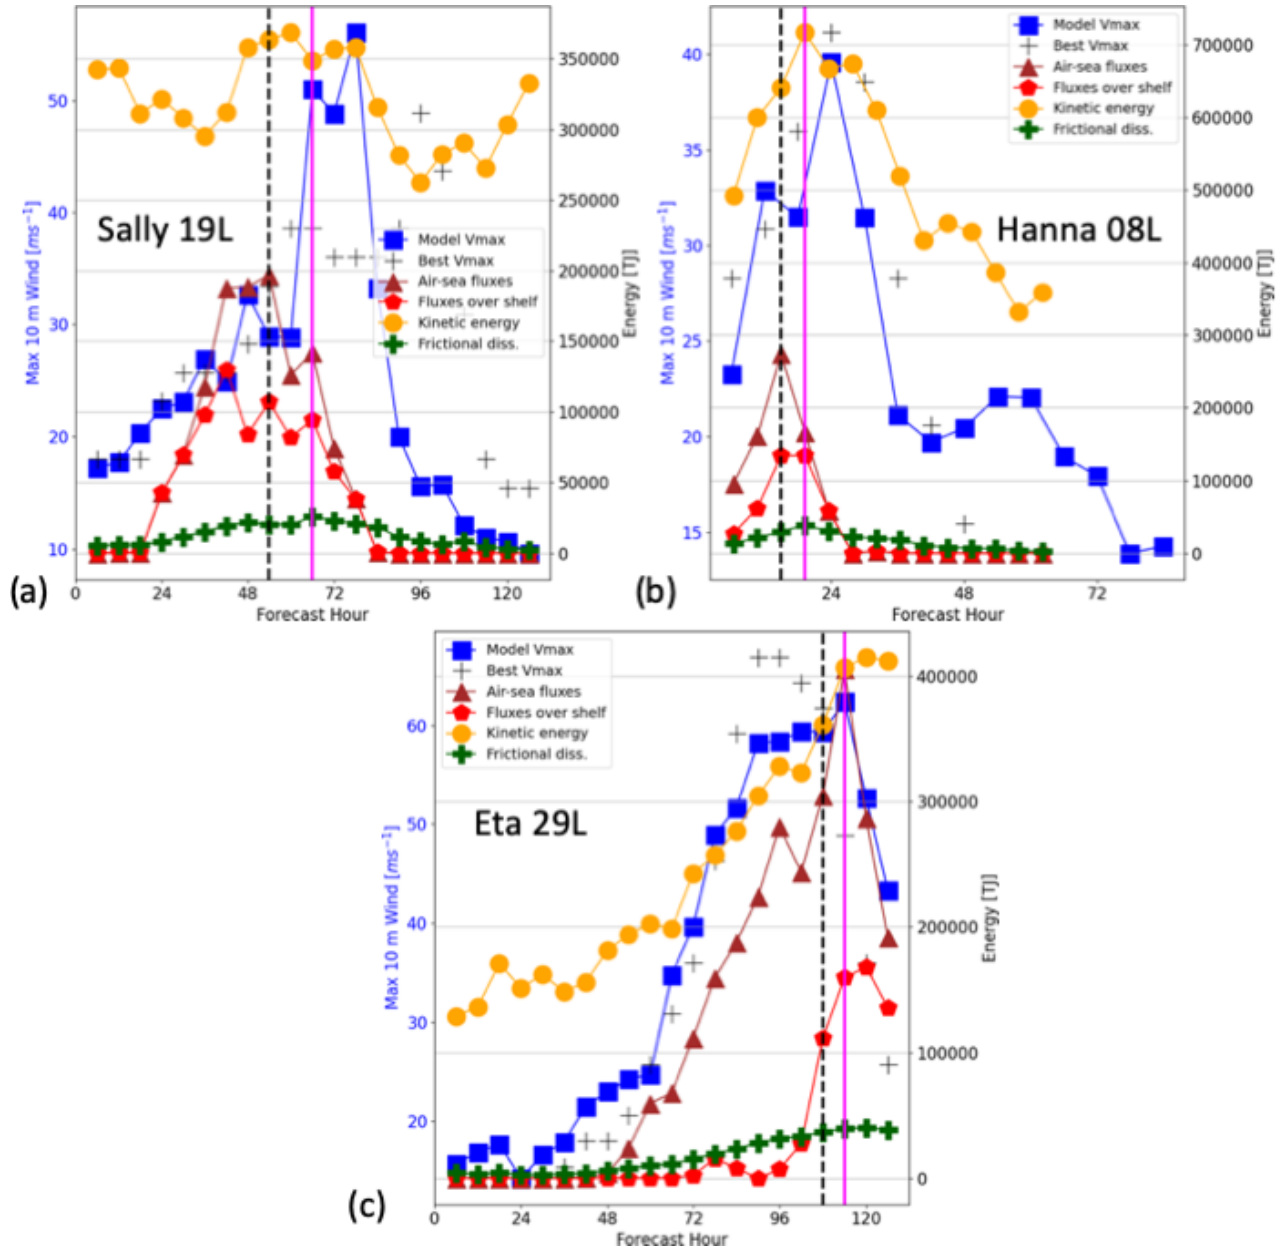 Sally 19L
Model Vmax
Best Vmax
Air-sea fluxes
Fluxes over shelf
Kinetic energy
Frictional diss.
Max 10 m Wind [ms⁻¹]
50
40
30
20
10
350000
300000
250000
200000
150000
100000
50000
0
Energy [TJ]
0 24 48 72 96 120
Forecast Hour
(a)
Hanna 08L
Model Vmax
Best Vmax
Air-sea fluxes
Fluxes over shelf
Kinetic energy
Frictional diss.
Max 10 m Wind [ms⁻¹]
40
35
30
25
20
15
700000
600000
500000
400000
300000
200000
100000
0
Energy [TJ]
24 48 72
Forecast Hour
(b)
Model Vmax
Best Vmax
Air-sea fluxes
Fluxes over shelf
Kinetic energy
Frictional diss.
Eta 29L
Max 10 m Wind [ms⁻¹]
60
50
40
30
20
400000
300000
200000
100000
0
Energy [TJ]
0 24 48 72 96 120
Forecast Hour
(c)